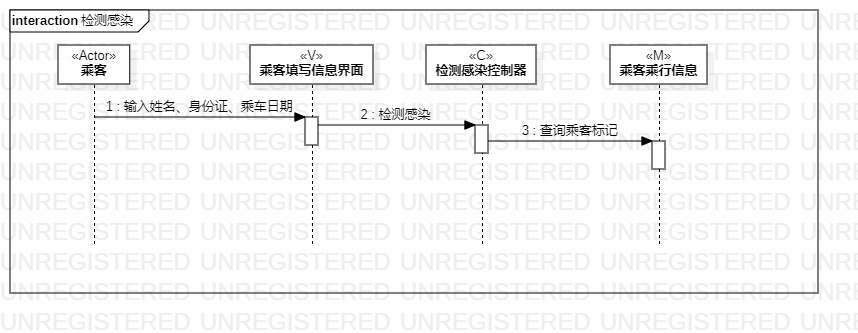 interaction 检测感染
«Actor»
乘客
«V»
乘客填写信息界面
«C»
检测感染控制器
«M»
乘客乘行信息
1 : 输入姓名、身份证、乘车日期
2 : 检测感染
3 : 查询乘客标记
UNREGISTERED UNREGISTERED UNREGISTERED UNREGISTERED